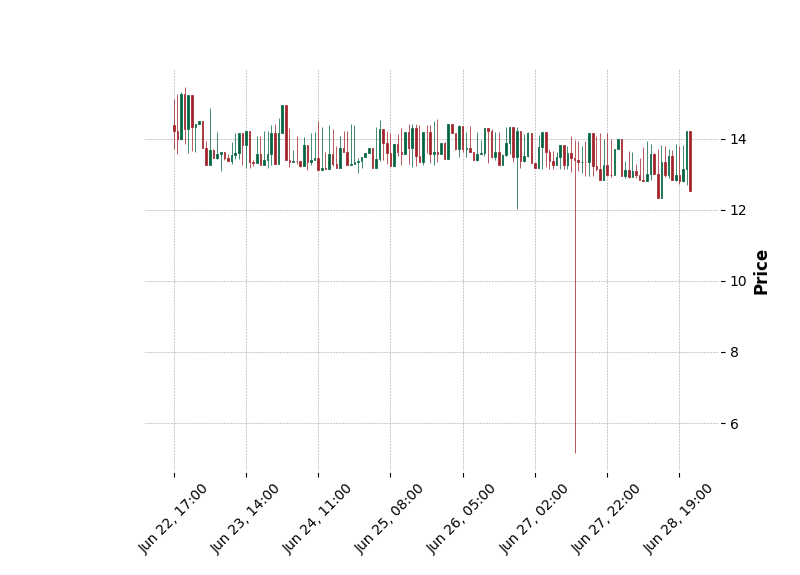 14
12
10
8
6
Price
Jun 22, 17:00
Jun 23, 14:00
Jun 24, 11:00
Jun 25, 08:00
Jun 26, 05:00
Jun 27, 02:00
Jun 27, 22:00
Jun 28, 19:00